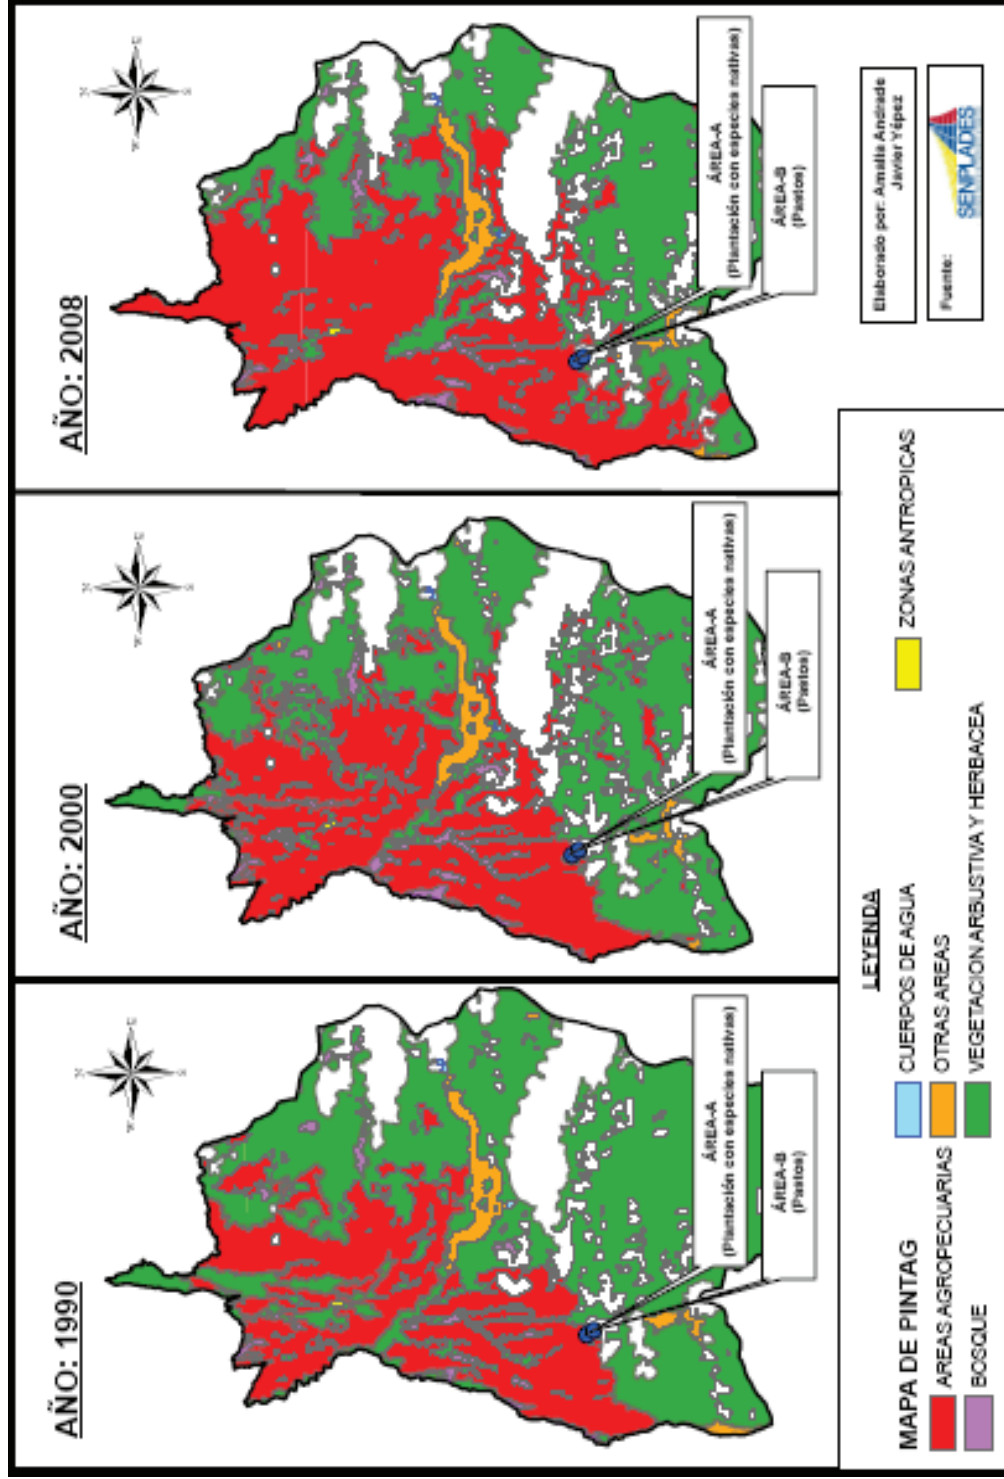 AÑO: 1990
ÁREA-A
(Plantación con especies nativas)
ÁREA-B
(Pastos)
AÑO: 2000
ÁREA-A
(Plantación con especies nativas)
ÁREA-B
(Pastos)
AÑO: 2008
ÁREA-A
(Plantación con especies nativas)
ÁREA-B
(Pastos)
LEYENDA
MAPA DE PINTAG
AREAS AGROPECUARIAS
BOSQUE
CUERPOS DE AGUA
OTRAS AREAS
VEGETACION ARBUSTIVA Y HERBACEA
ZONAS ANTROPICAS
Elaborado por: Amalia Andrade
Javier Yépez
Fuente:
SENPLADES